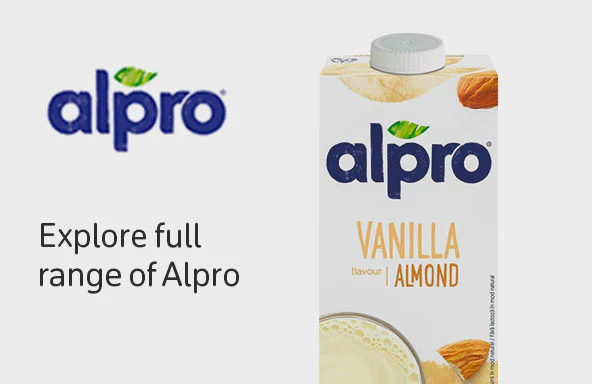 alpro
Explore full
range of Alpro
alpro®
VANILLA
flavour | ALMOND